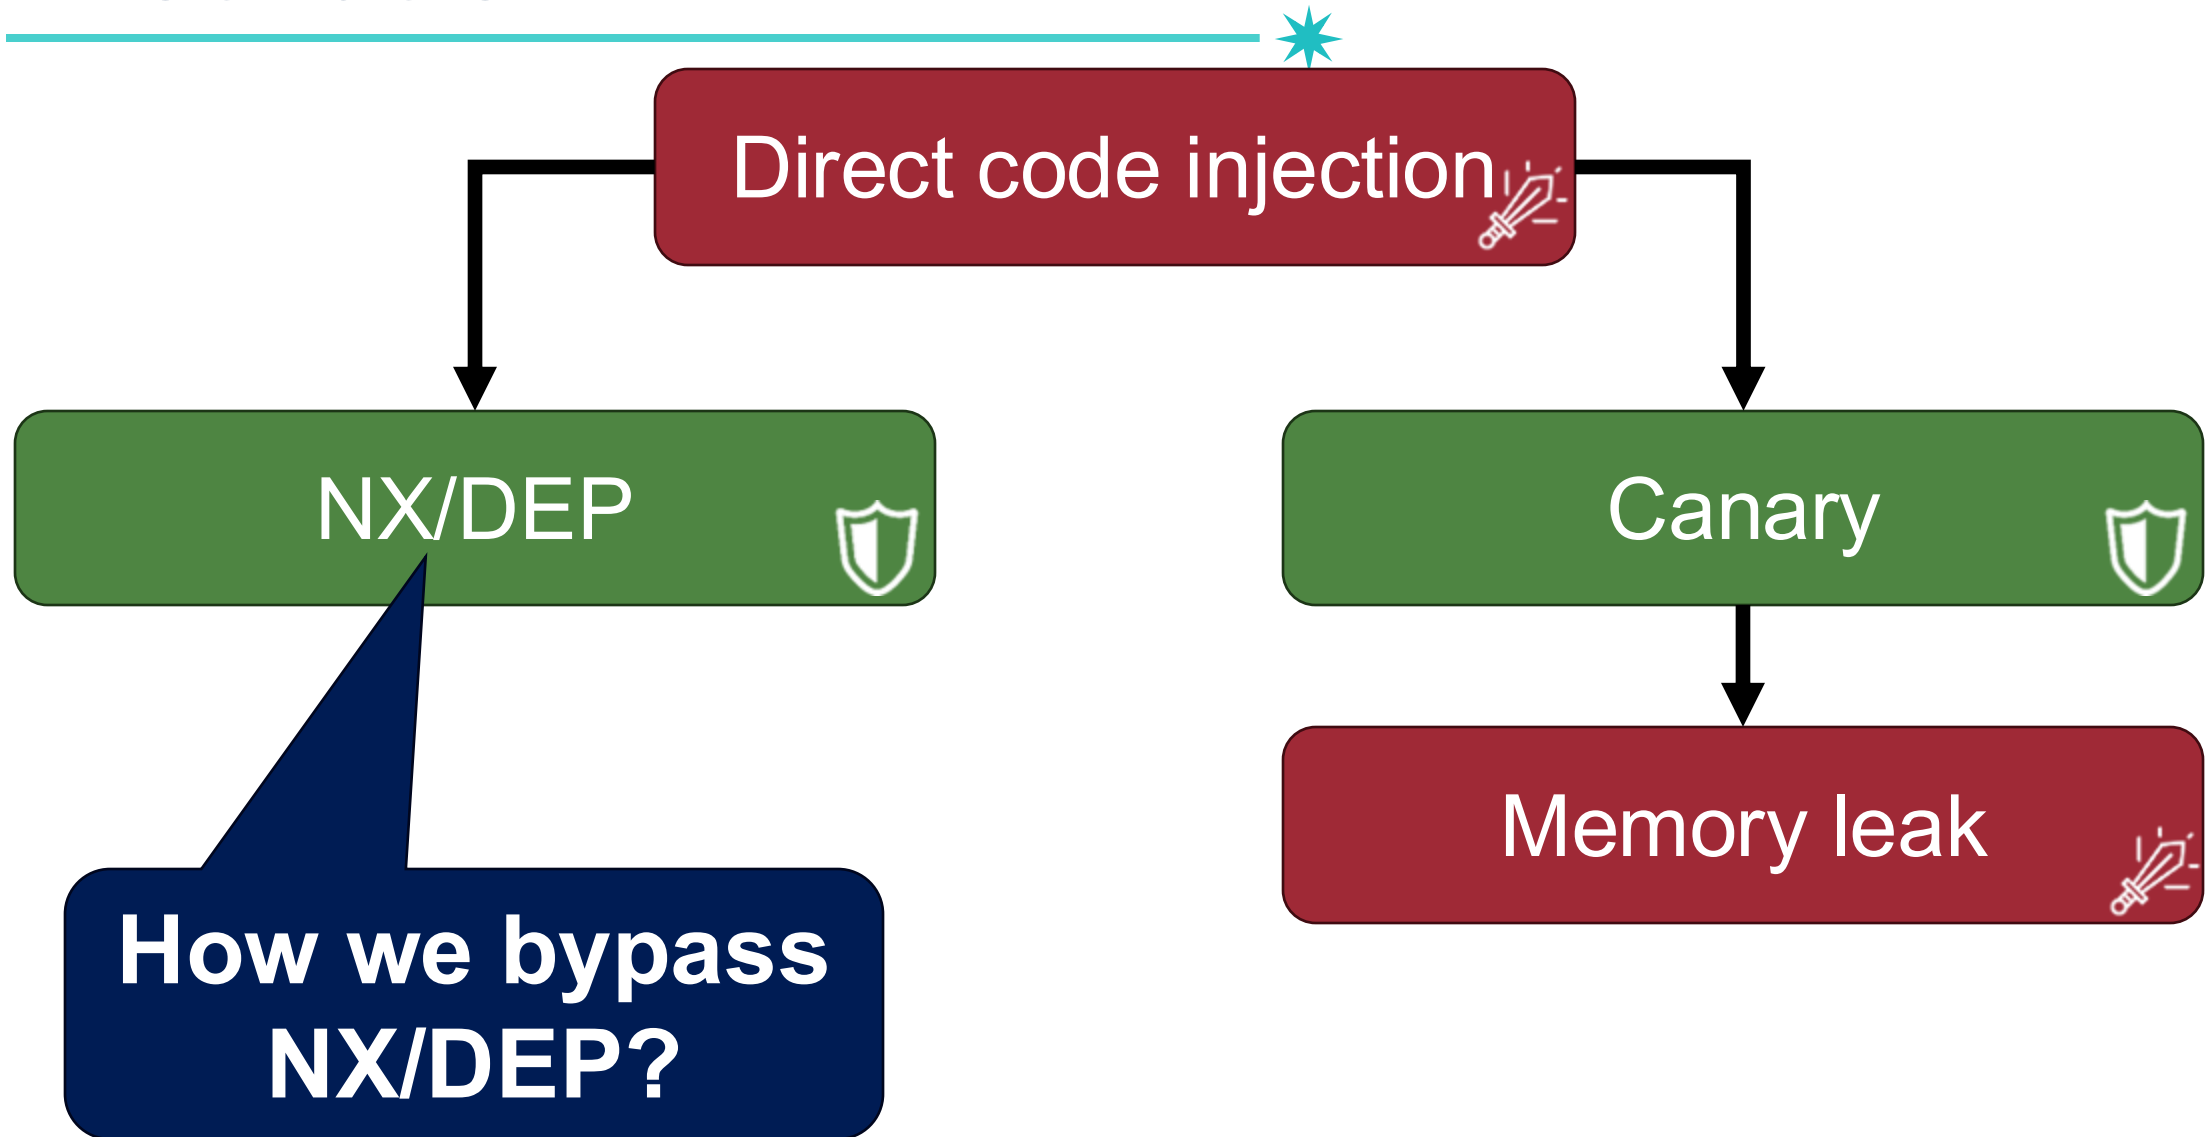 Direct code injection
NX/DEP
Canary
Memory leak
How we bypass
NX/DEP?